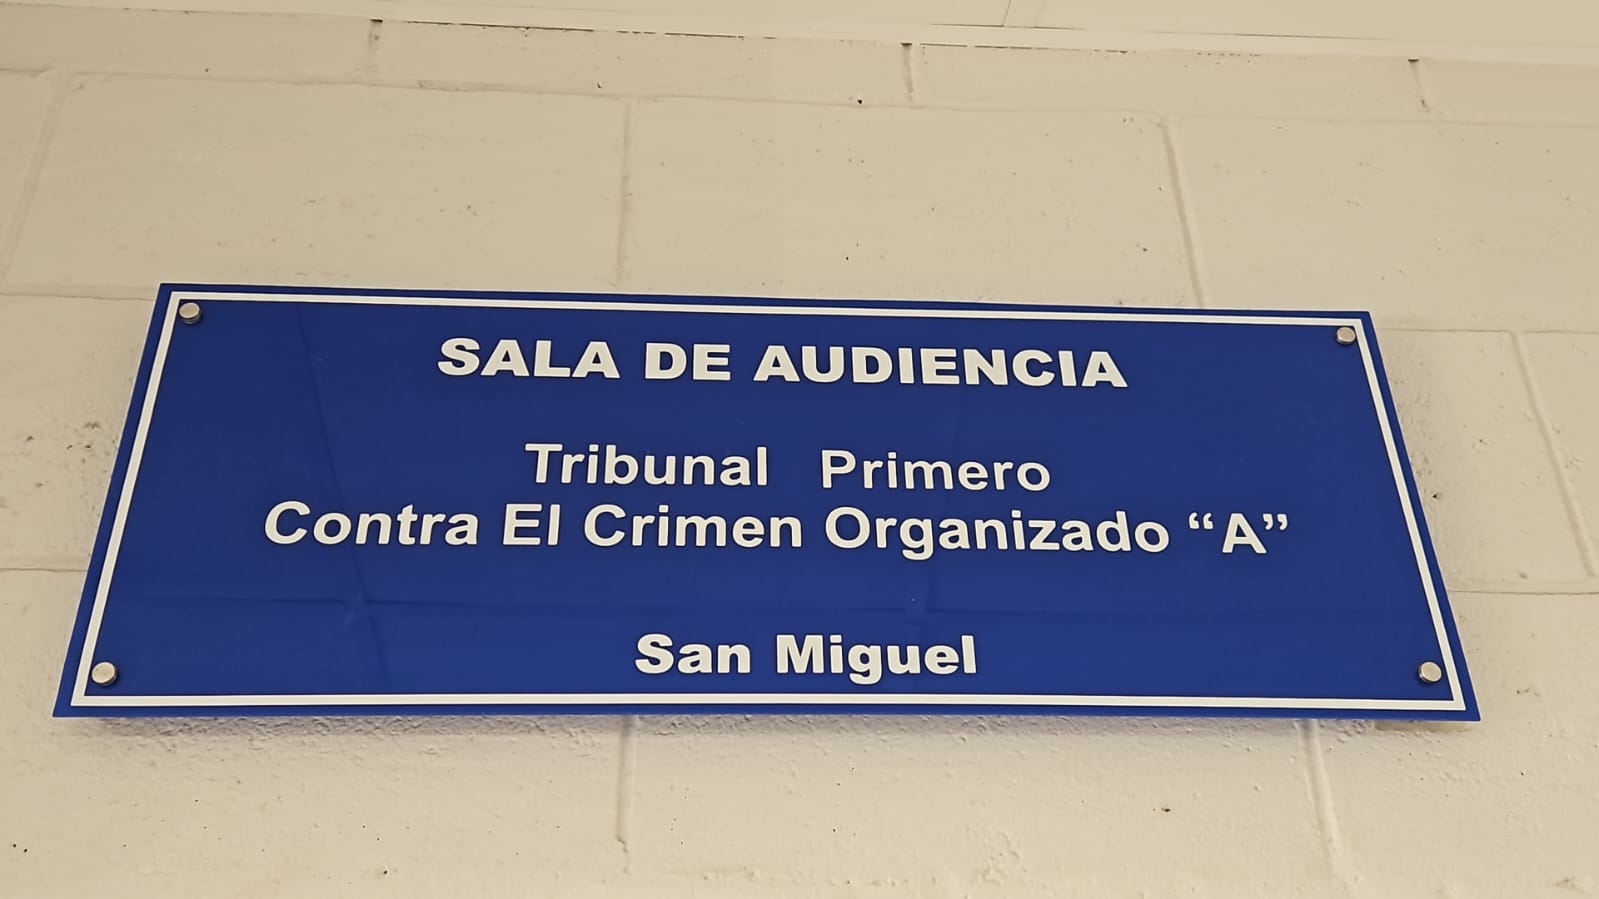 SALA DE AUDIENCIA
Tribunal Primero
Contra El Crimen Organizado “A”
San Miguel